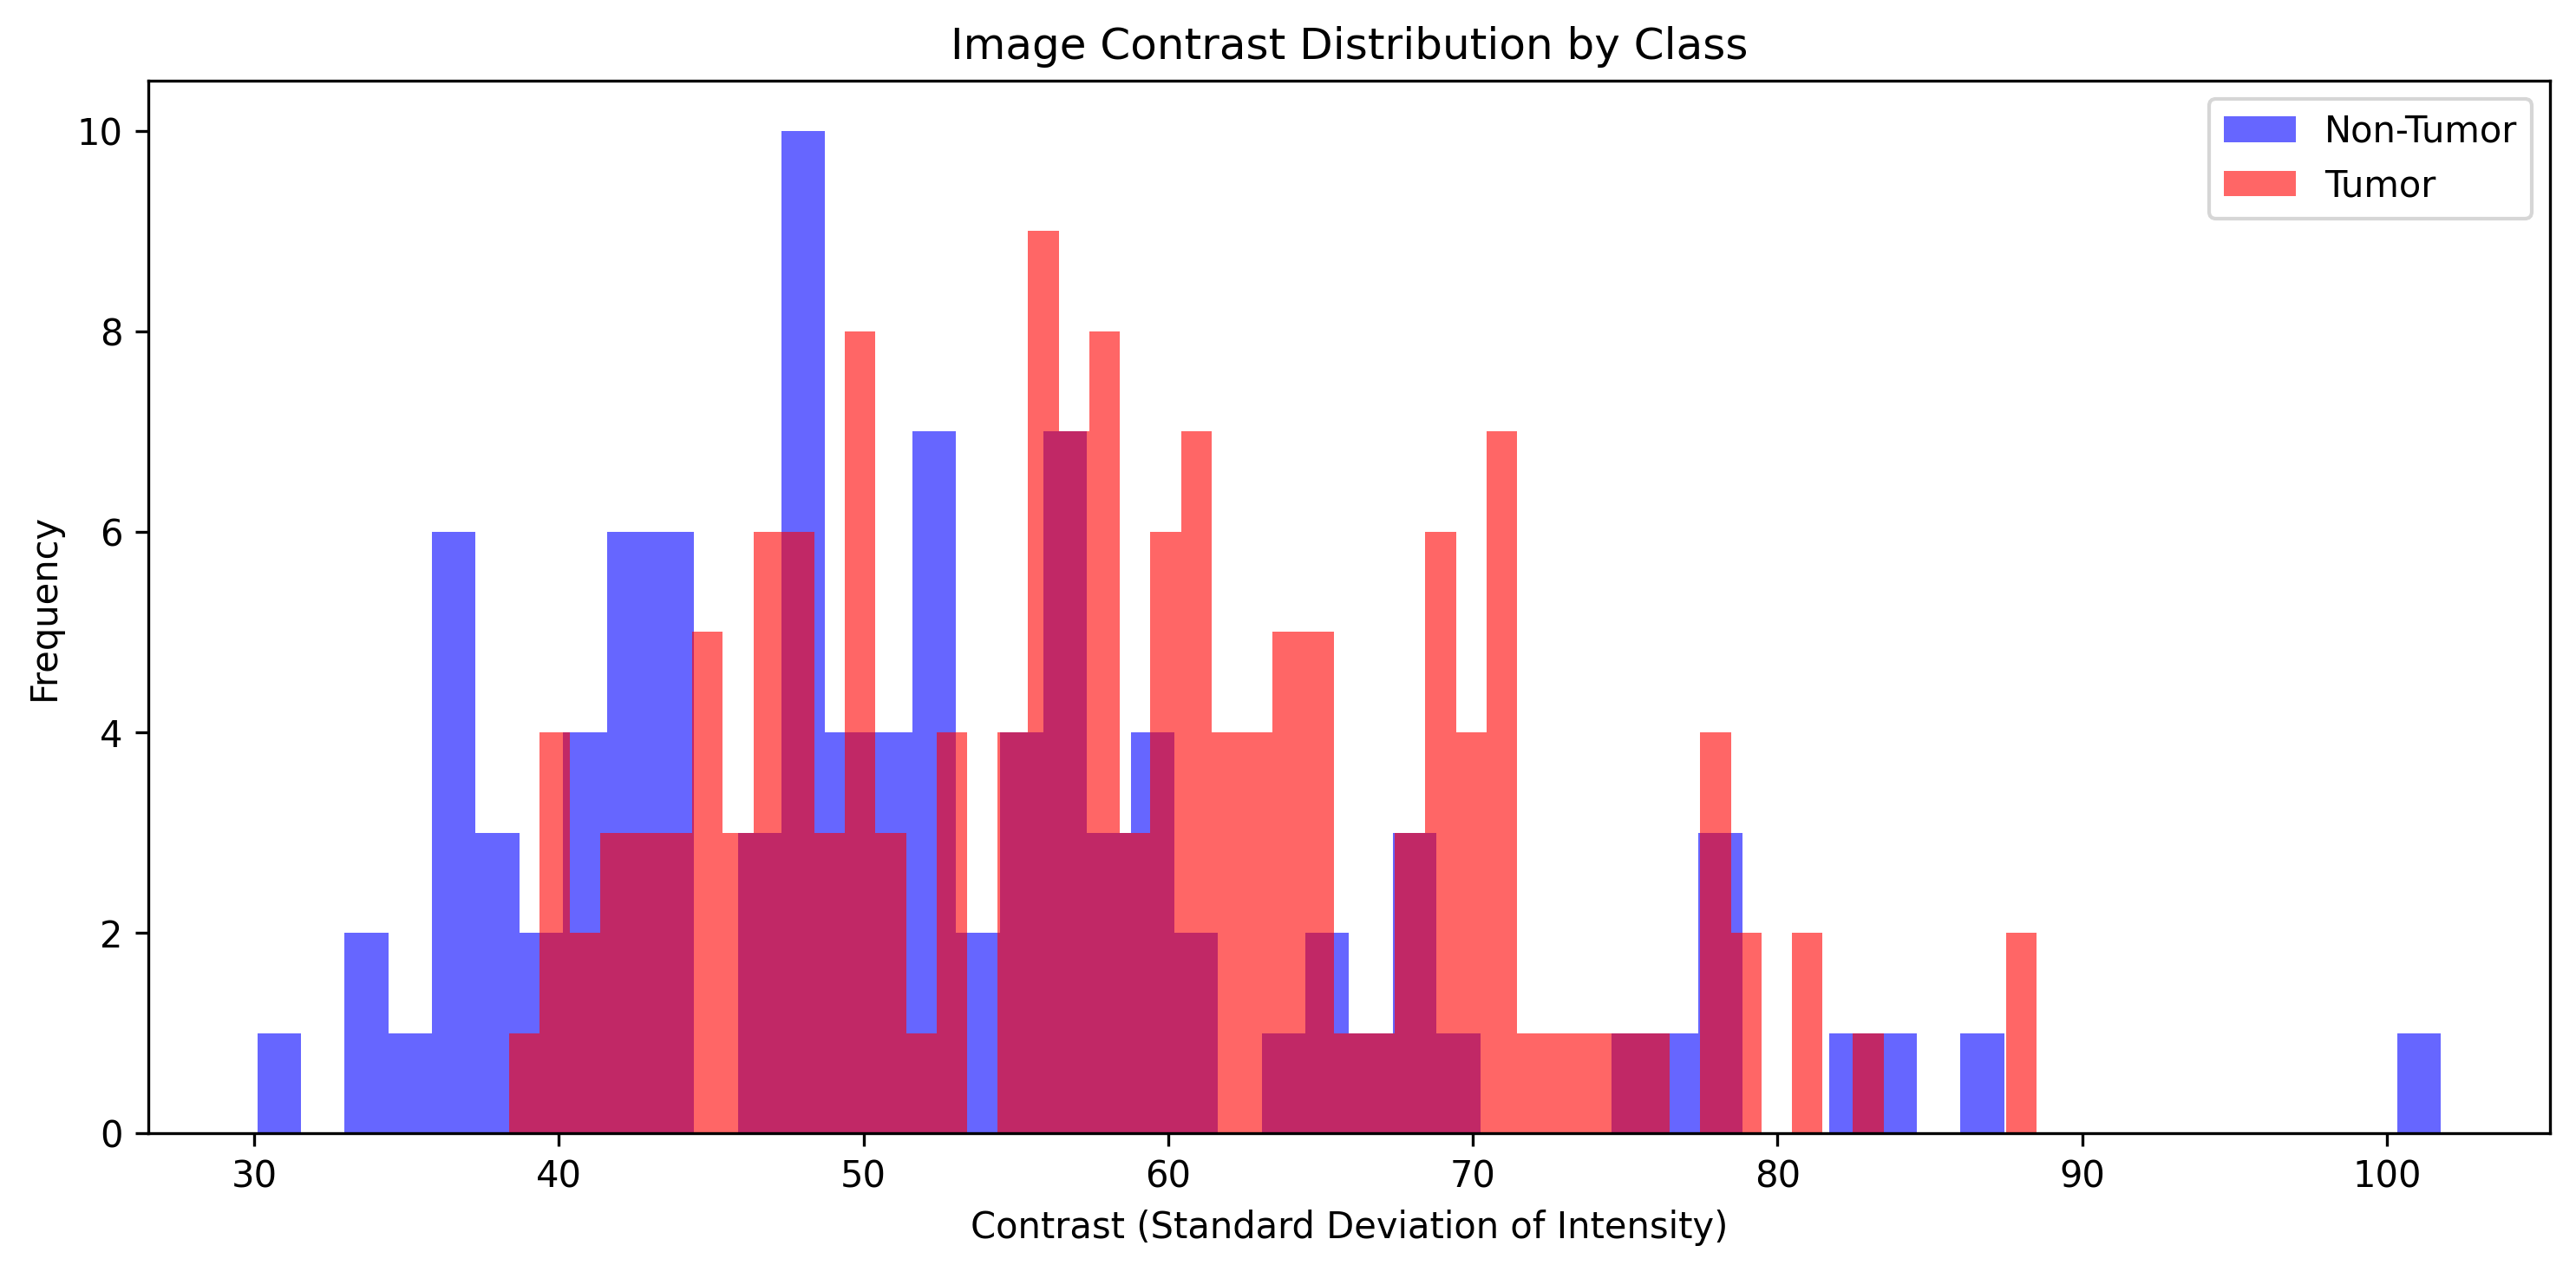 Image Contrast Distribution by Class
Non-Tumor
Tumor
Frequency
10
8
6
4
2
0
30 40 50 60 70 80 90 100
Contrast (Standard Deviation of Intensity)